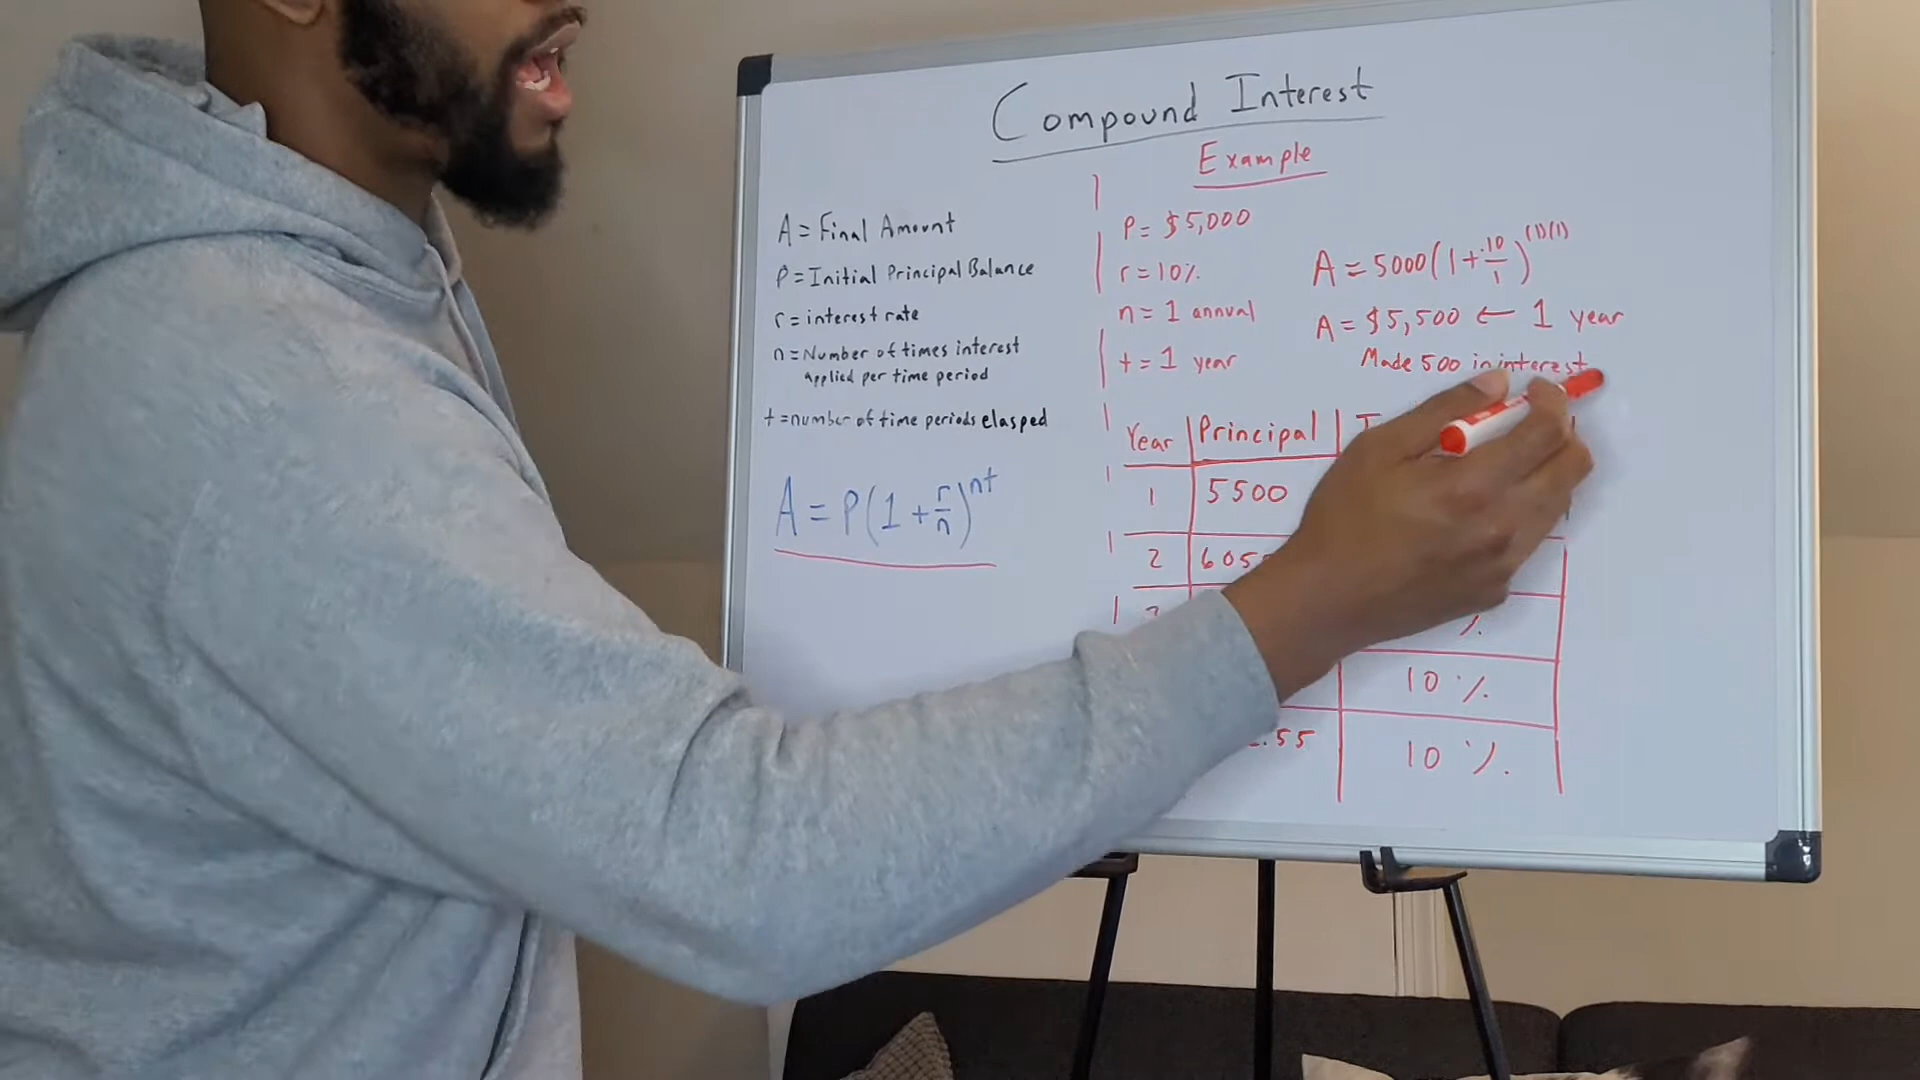 Compound Interest
Example
A = Final Amount
P = Initial Principal Balance
r = interest rate
n = Number of times interest
applied per time period
t = number of time periods elasped
A = P(1 + r/n)^nt
P = $5,000
r = 10%
n = 1 annual
t = 1 year
A = 5000(1 + .10/1)^(1)(1)
A = $5,500 ← 1 year
Made 500 in interest
Year | Principal |
1 | 5500
2 | 605
%
10 %
.55 | 10 %